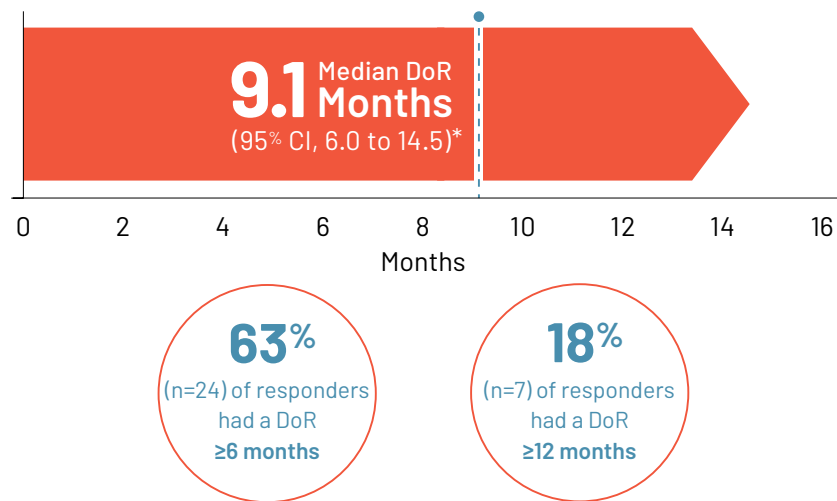 9.1 Median DoR
Months
(95% CI, 6.0 to 14.5)*
0 2 4 6 8 10 12 14 16
Months
63%
(n=24) of responders
had a DoR
≥6 months
18%
(n=7) of responders
had a DoR
≥12 months